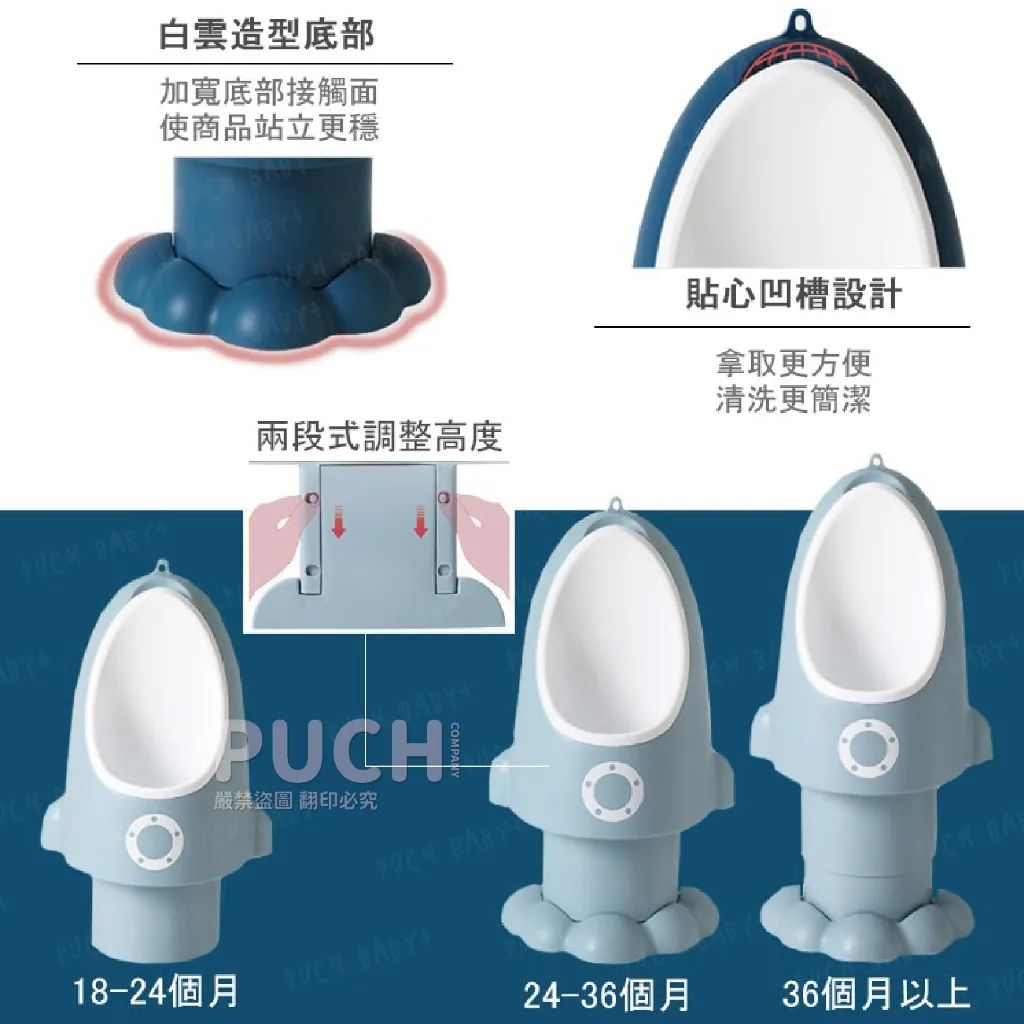 白雲造型底部
加寬底部接觸面
使商品站立更穩
貼心凹槽設計
拿取更方便
清洗更簡潔
兩段式調整高度
PUCH COMPANY
嚴禁盜圖 翻印必究
PUCH BABY+
18-24個月
24-36個月
36個月以上